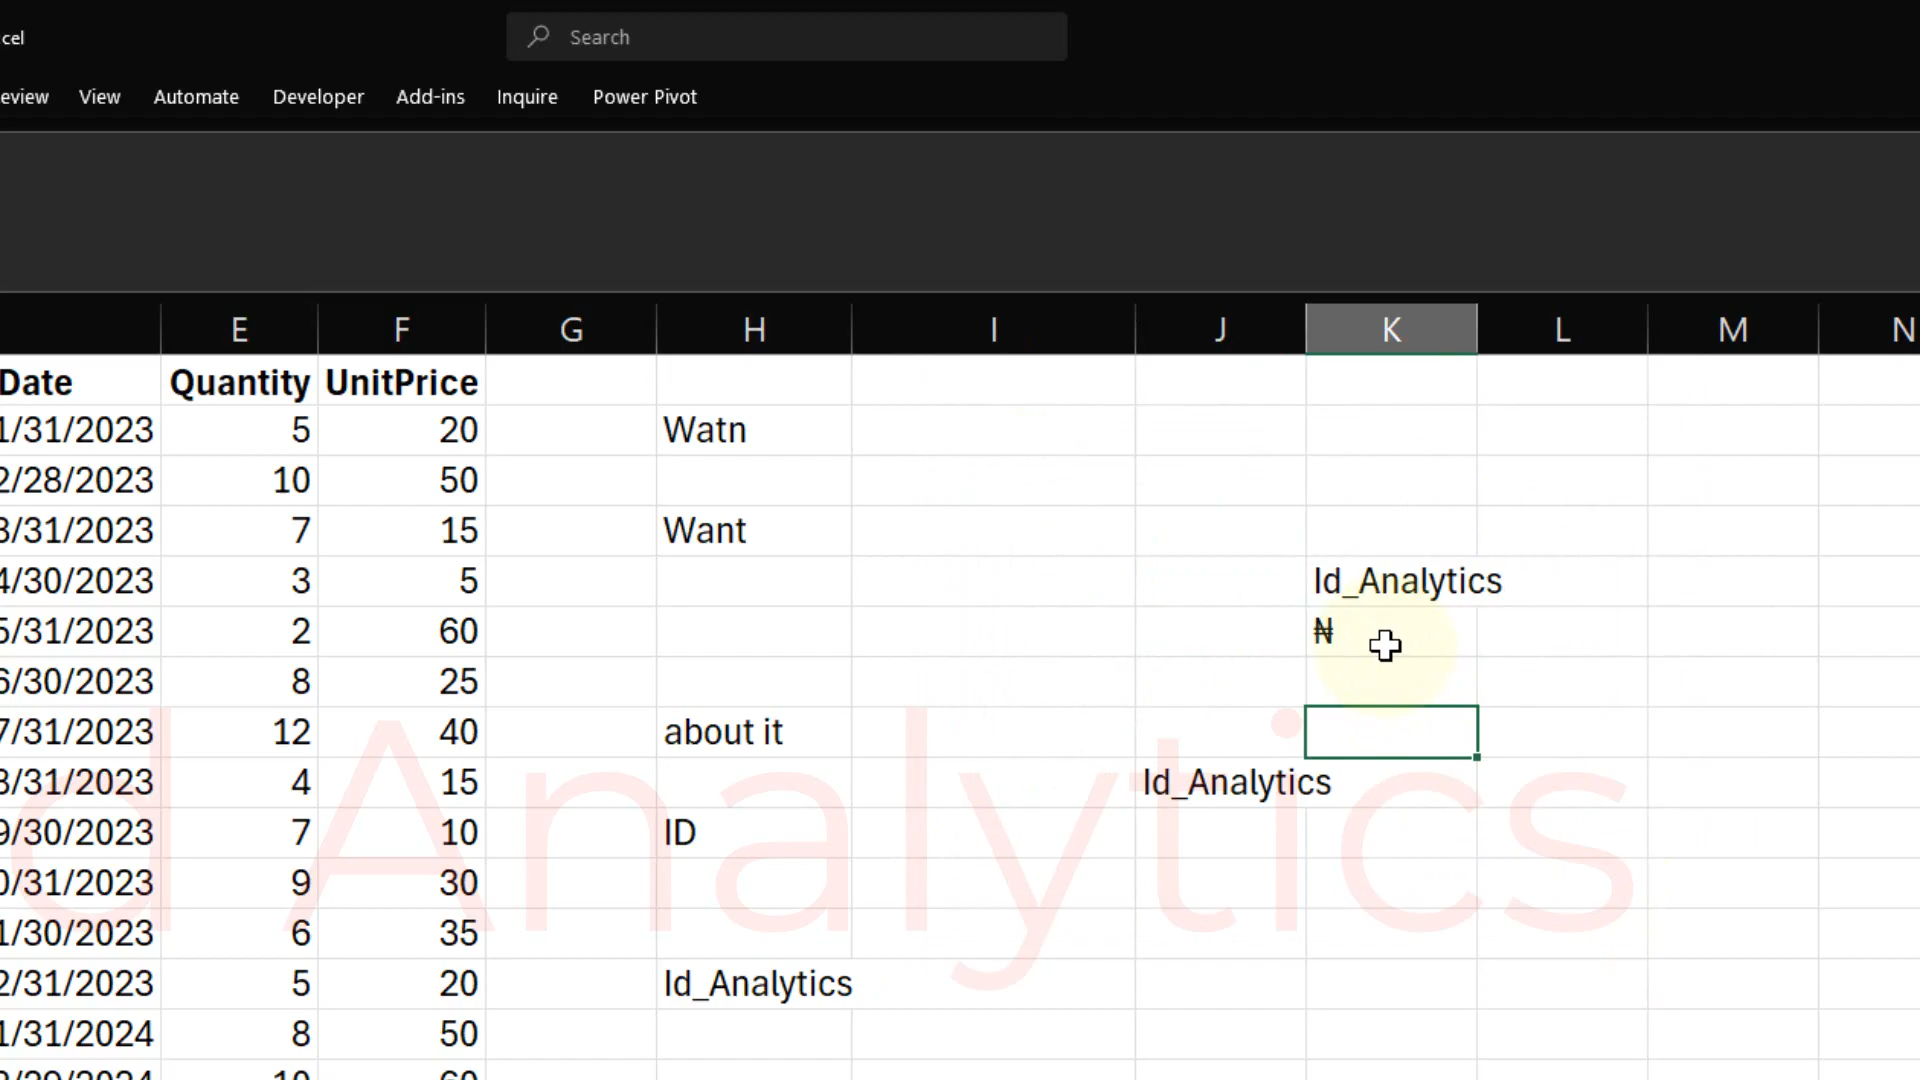 cel
Search
eview View Automate Developer Add-ins Inquire Power Pivot
E F G H I J K L M N
Date Quantity UnitPrice
1/31/2023 5 20 Watn
2/28/2023 10 50
3/31/2023 7 15 Want
4/30/2023 3 5 Id_Analytics
5/31/2023 2 60 ₦
6/30/2023 8 25
7/31/2023 12 40 about it
8/31/2023 4 15 Id_Analytics
9/30/2023 7 10 ID
0/31/2023 9 30
1/30/2023 6 35
2/31/2023 5 20 Id_Analytics
1/31/2024 8 50
d Analytics